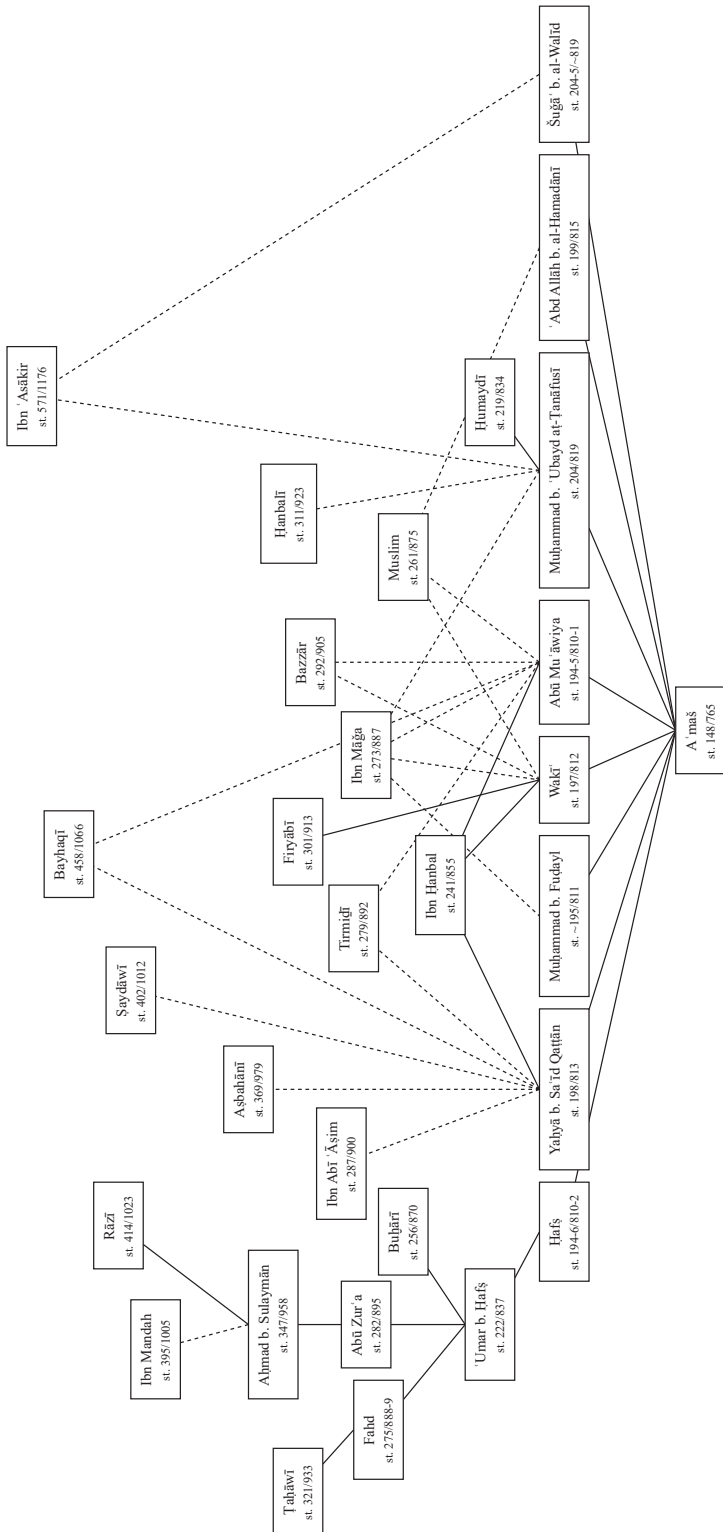 Ibn ʿAsākir
st. 571/1176
Bayhaqī
st. 458/1066
Ṣaydāwī
st. 402/1012
Rāzī
st. 414/1023
Ibn Mandah
st. 395/1005
Aṣbahānī
st. 369/979
Aḥmad b. Sulaymān
st. 347/958
Ḥanbalī
st. 311/923
Bazzār
st. 292/905
Firyābī
st. 301/913
Ṭaḥāwī
st. 321/933
Ibn Māǧa
st. 273/887
Tirmiḏī
st. 279/892
Ibn Abī ʿĀṣim
st. 287/900
Abū Zurʿa
st. 282/895
Fahd
st. 275/888-9
Muslim
st. 261/875
Buḫārī
st. 256/870
Ḥumaydī
st. 219/834
Ibn Ḥanbal
st. 241/855
ʿUmar b. Ḥafṣ
st. 222/837
Ḥafṣ
st. 194-6/810-2
Yaḥyā b. Saʿīd Qaṭṭān
st. 198/813
Muḥammad b. Fuḍayl
st. ~195/811
Wakīʿ
st. 197/812
Abū Muʿāwiya
st. 194-5/810-1
Muḥammad b. ʿUbayd aṭ-Ṭanāfusī
st. 204/819
ʿAbd Allāh b. al-Hamadānī
st. 199/815
Šuǧāʿ b. al-Walīd
st. 204-5/~819
Aʿmaš
st. 148/765